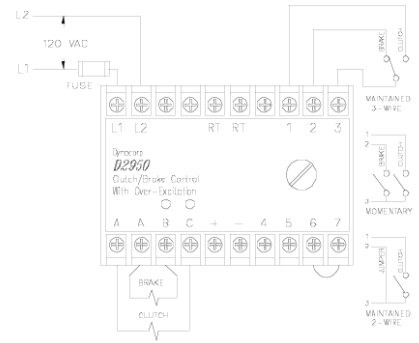 L2
120 VAC
L1
FUSE
BRAKE
CLUTCH
MAINTAINED
3-WIRE
L1 L2 RT RT 1 2 3
Dynacorp
D2950
Clutch/Brake Control
With Over-Excitation
A A B C + - 4 5 6 7
BRAKE
CLUTCH
1
2
BRAKE
CLUTCH
3
MOMENTARY
1
2
JUMPER
CLUTCH
3
MAINTAINED
2-WIRE